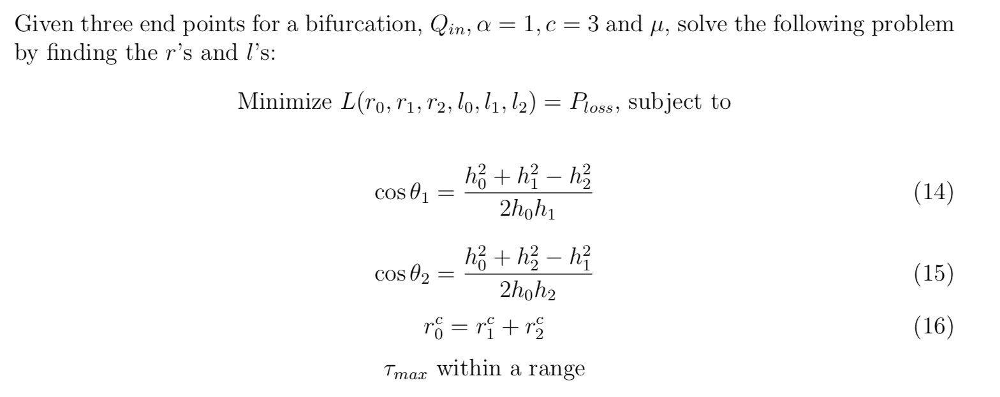 Given three end points for a bifurcation, $Q_{in}, \alpha = 1, c = 3$ and $\mu$, solve the following problem
by finding the $r$'s and $l$'s:
Minimize $L(r_0, r_1, r_2, l_0, l_1, l_2) = P_{loss}$, subject to
$\cos \theta_1 = \frac{h_0^2 + h_1^2 - h_2^2}{2h_0h_1}$ (14)
$\cos \theta_2 = \frac{h_0^2 + h_2^2 - h_1^2}{2h_0h_2}$ (15)
$r_0^c = r_1^c + r_2^c$ (16)
$\tau_{max}$ within a range